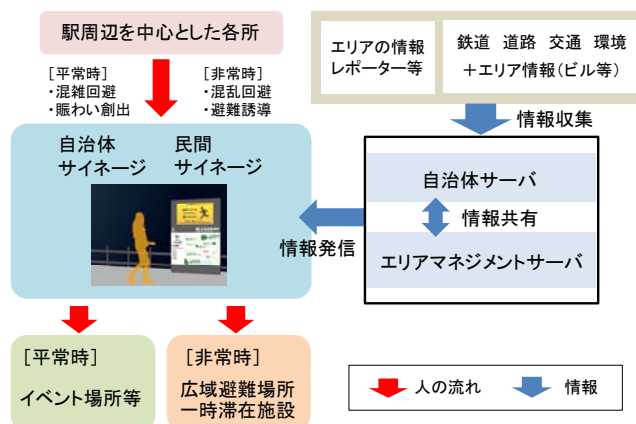 駅周辺を中心とした各所
[平常時]
・混雑回避
・賑わい創出
[非常時]
・混乱回避
・避難誘導
エリアの情報
レポーター等
鉄道 道路 交通 環境
＋エリア情報(ビル等)
情報収集
自治体
サイネージ
民間
サイネージ
自治体サーバ
情報共有
エリアマネジメントサーバ
情報発信
[平常時]
イベント場所等
[非常時]
広域避難場所
一時滞在施設
人の流れ
情報